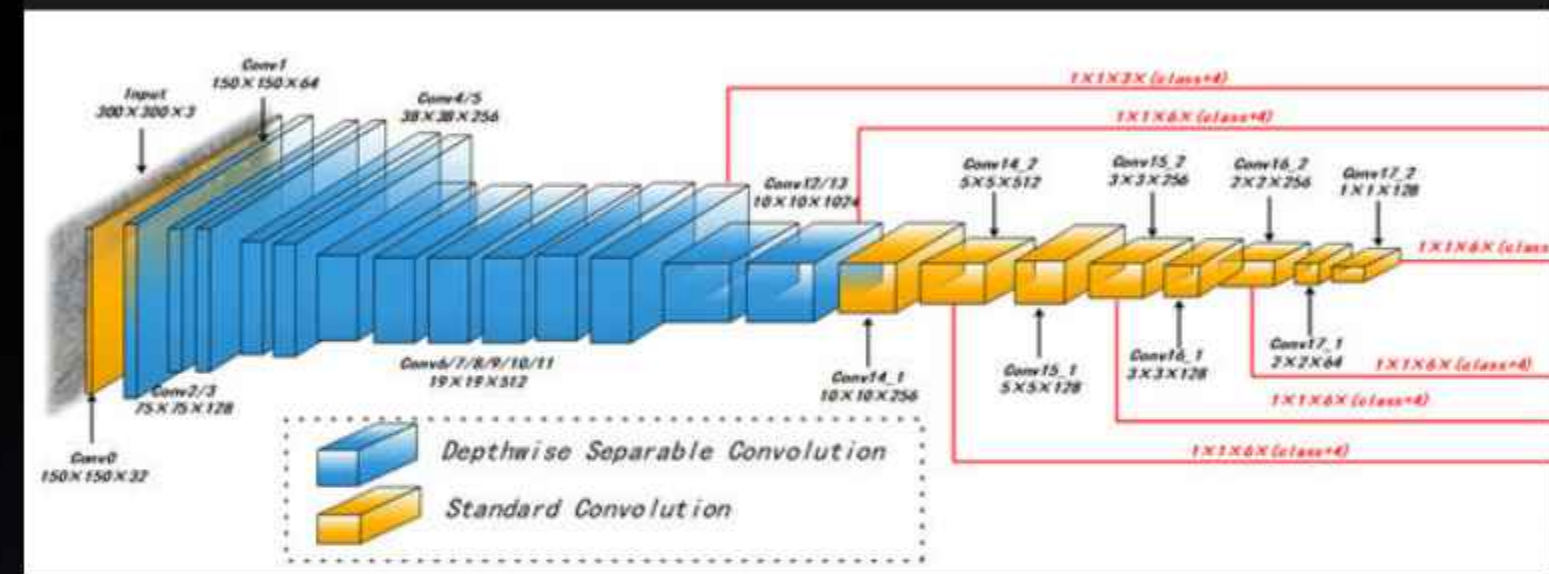 Input
300×300×3
Conv1
150×150×64
Conv4/5
38×38×256
1×1×3×(class+4)
1×1×6×(class+4)
Conv12/13
10×10×1024
Conv14_2
5×5×512
Conv15_2
3×3×256
Conv16_2
2×2×256
Conv17_2
1×1×128
1×1×6×(class
Conv2/3
75×75×128
Conv0
150×150×32
Conv6/7/8/9/10/11
19×19×512
Conv14_1
10×10×256
Conv15_1
5×5×128
Conv16_1
3×3×128
Conv17_1
2×2×64
1×1×6×(class+4)
1×1×6×(class+4)
1×1×6×(class+4)
Depthwise Separable Convolution
Standard Convolution